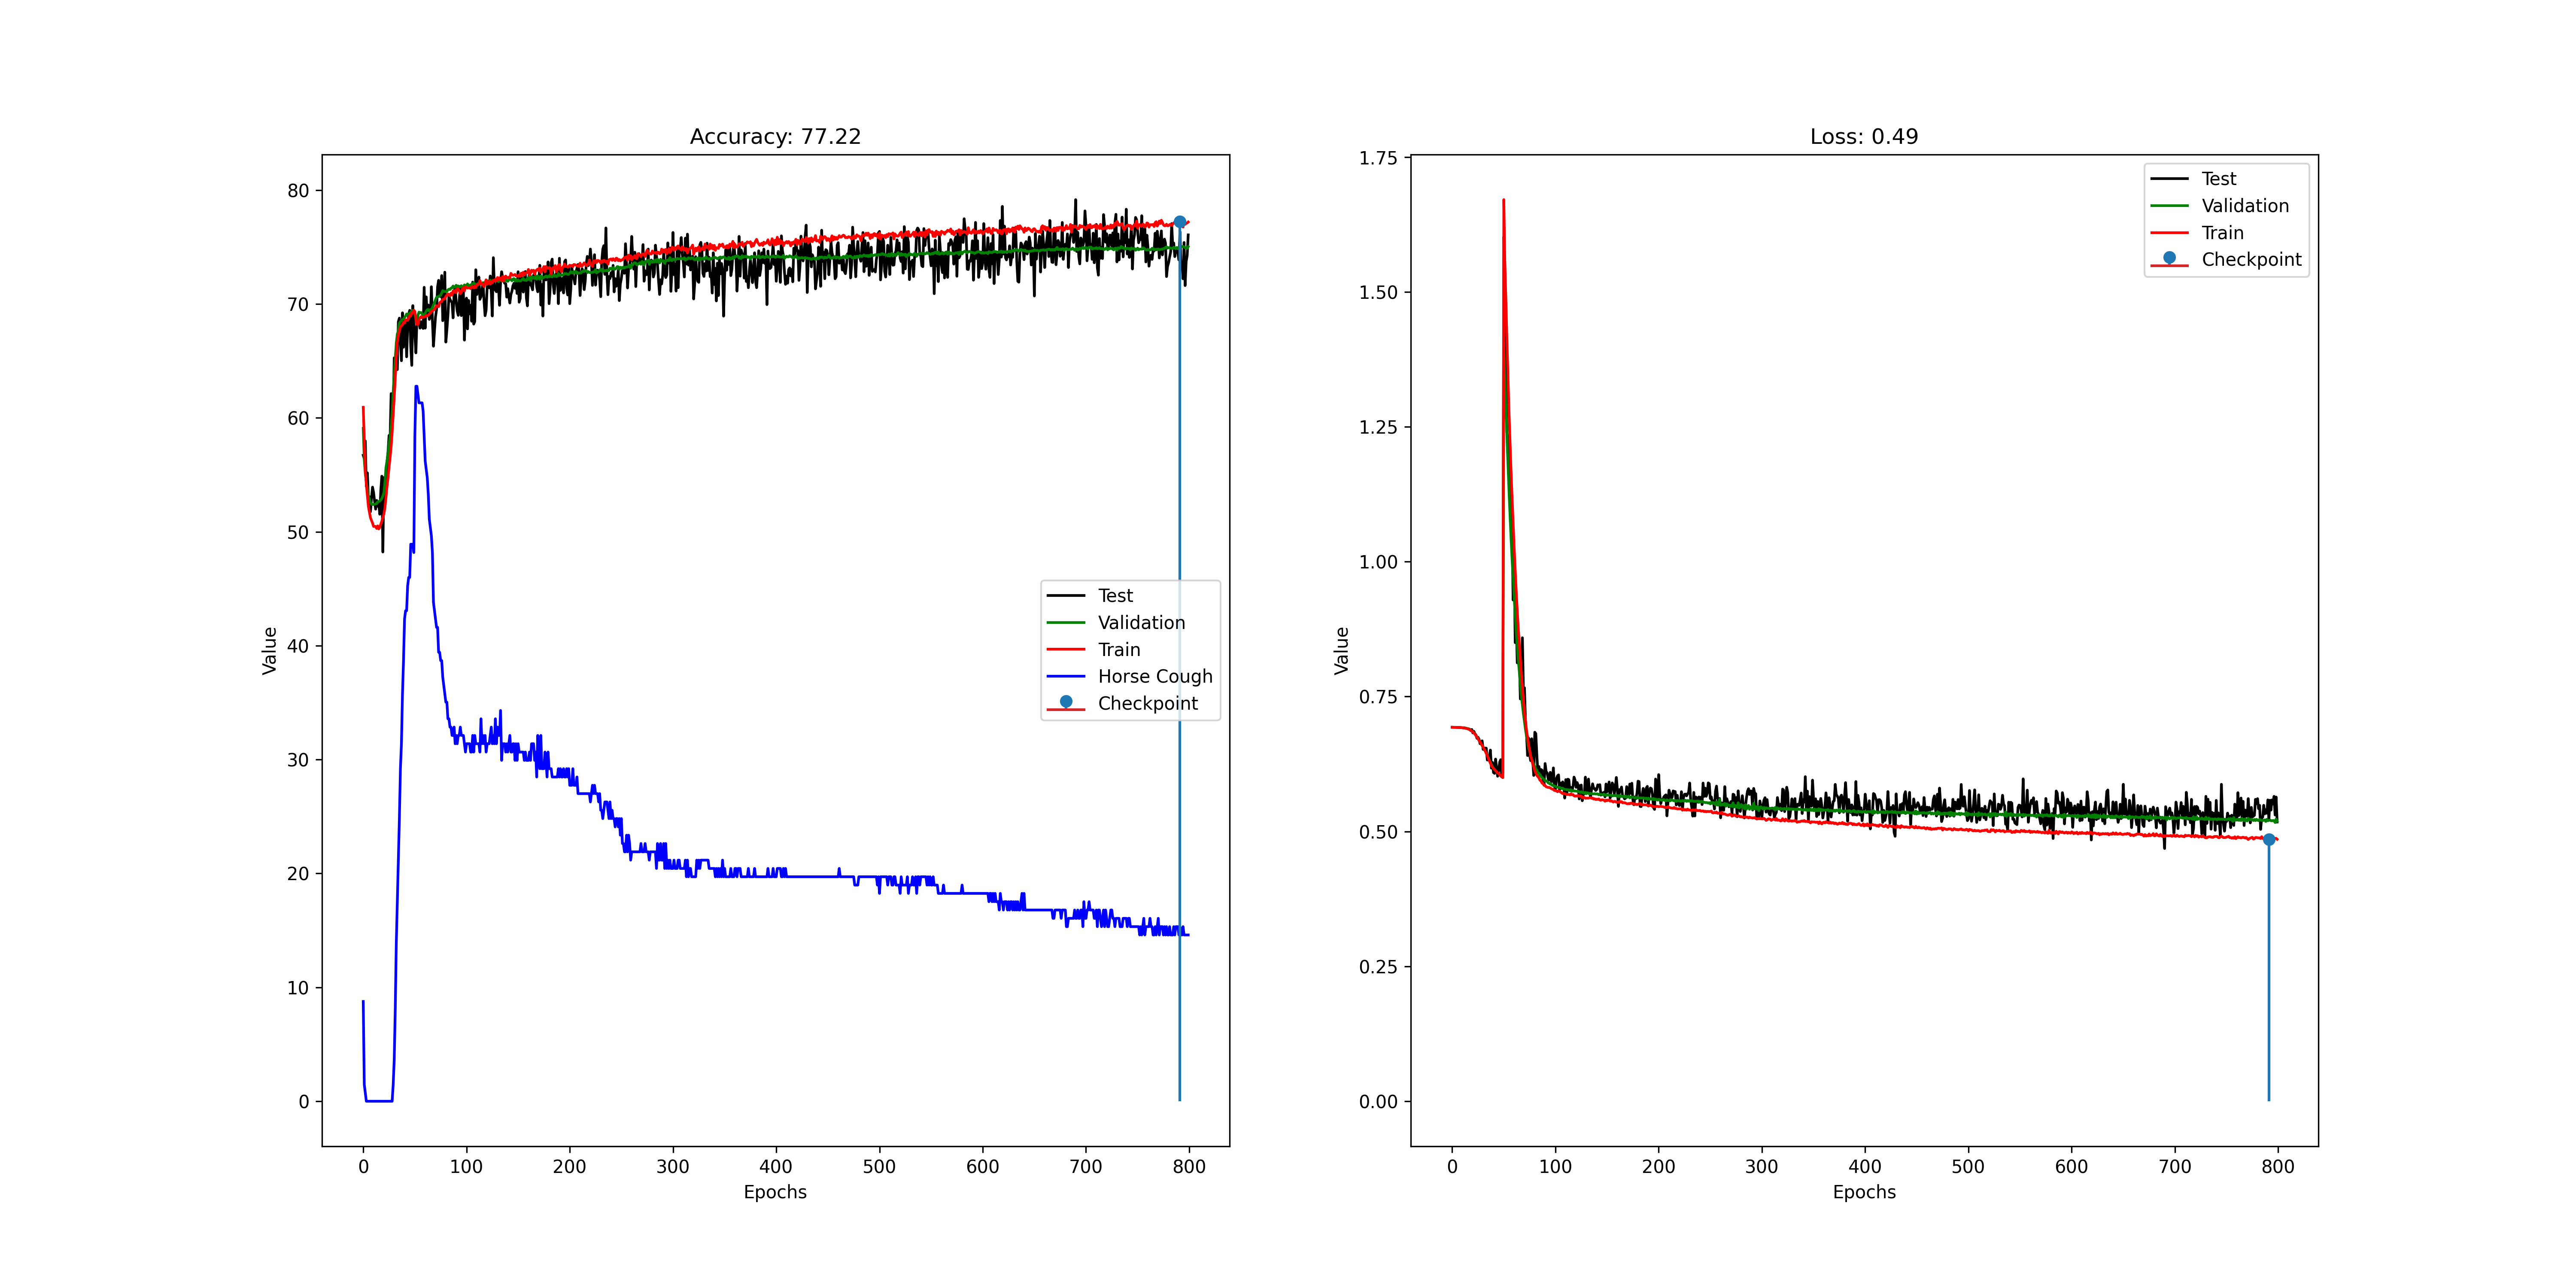 Accuracy: 77.22
Value
80
70
60
50
40
30
20
10
0
Test
Validation
Train
Horse Cough
Checkpoint
0 100 200 300 400 500 600 700 800
Epochs
Loss: 0.49
Value
1.75
1.50
1.25
1.00
0.75
0.50
0.25
0.00
Test
Validation
Train
Checkpoint
0 100 200 300 400 500 600 700 800
Epochs